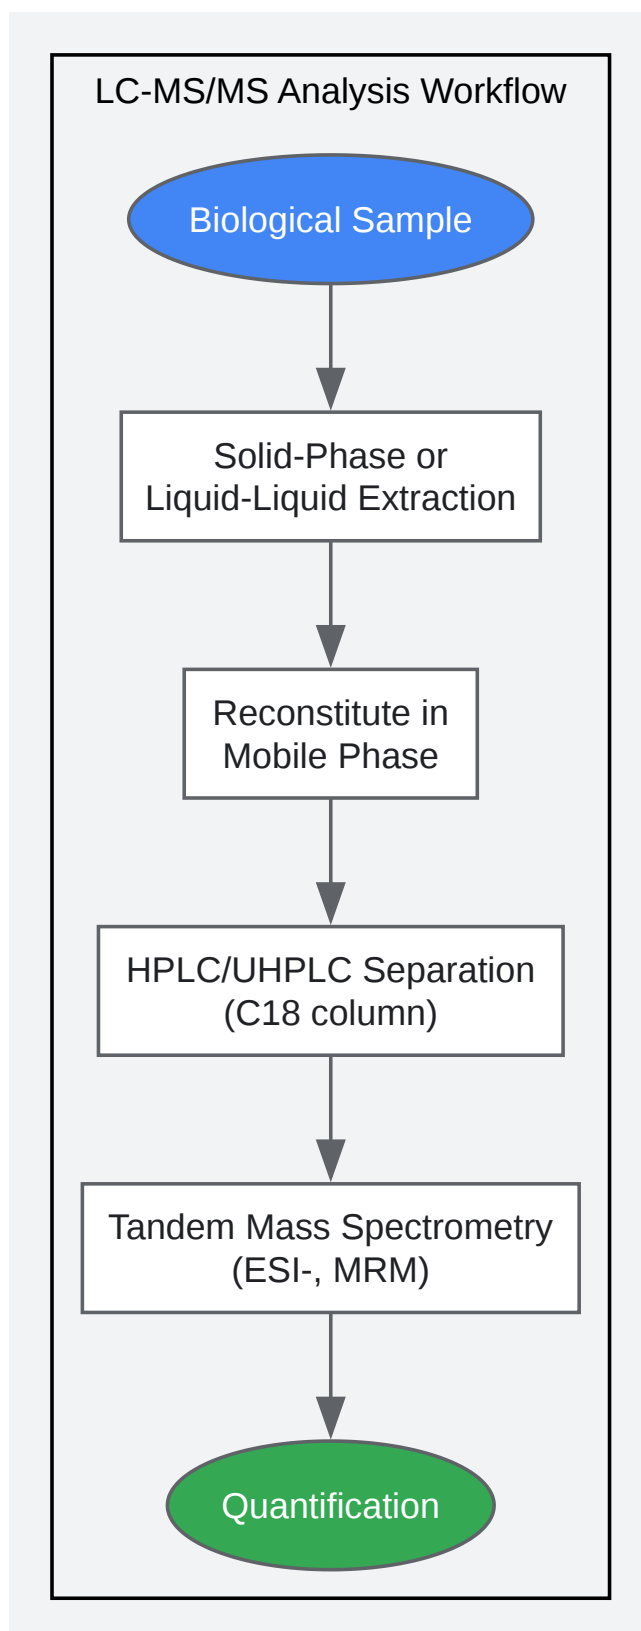 LC-MS/MS Analysis Workflow
Biological Sample
Solid-Phase or
Liquid-Liquid Extraction
Reconstitute in
Mobile Phase
HPLC/UHPLC Separation
(C18 column)
Tandem Mass Spectrometry
(ESI-, MRM)
Quantification